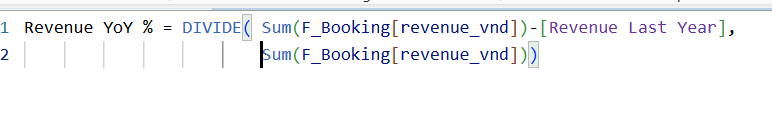 1 Revenue YoY % = DIVIDE( Sum(F_Booking[revenue_vnd])-[Revenue Last Year],
2 Sum(F_Booking[revenue_vnd]))